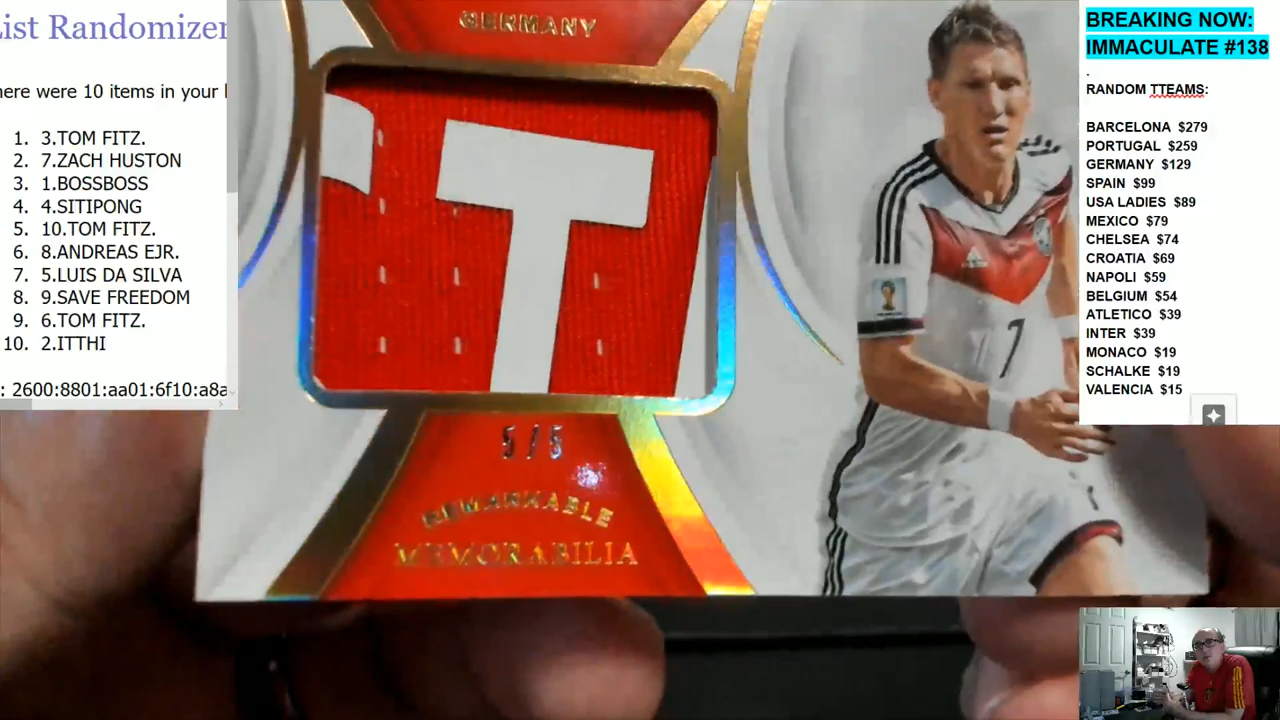 List Randomizer
here were 10 items in your l
1. 3.TOM FITZ.
2. 7.ZACH HUSTON
3. 1.BOSSBOSS
4. 4.SITIPONG
5. 10.TOM FITZ.
6. 8.ANDREAS EJR.
7. 5.LUIS DA SILVA
8. 9.SAVE FREEDOM
9. 6.TOM FITZ.
10. 2.ITTHI
: 2600:8801:aa01:6f10:a8a
GERMANY
T
5/5
REMARKABLE
MEMORABILIA
7
BREAKING NOW:
IMMACULATE #138
.
RANDOM TTEAMS:
BARCELONA $279
PORTUGAL $259
GERMANY $129
SPAIN $99
USA LADIES $89
MEXICO $79
CHELSEA $74
CROATIA $69
NAPOLI $59
BELGIUM $54
ATLETICO $39
INTER $39
MONACO $19
SCHALKE $19
VALENCIA $15